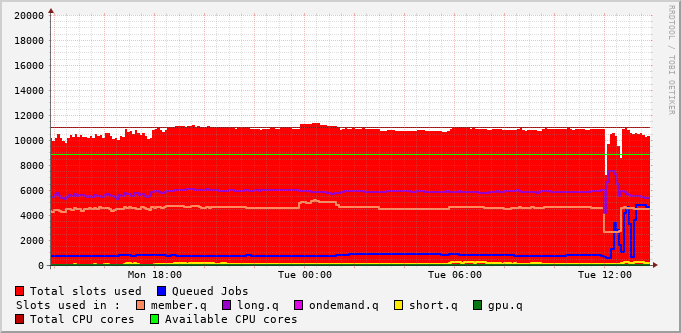 20000
18000
16000
14000
12000
10000
8000
6000
4000
2000
0
Mon 18:00 Tue 00:00 Tue 06:00 Tue 12:00
RRDTOOL / TOBI OETIKER
Total slots used Queued Jobs
Slots used in : member.q long.q ondemand.q short.q gpu.q
Total CPU cores Available CPU cores